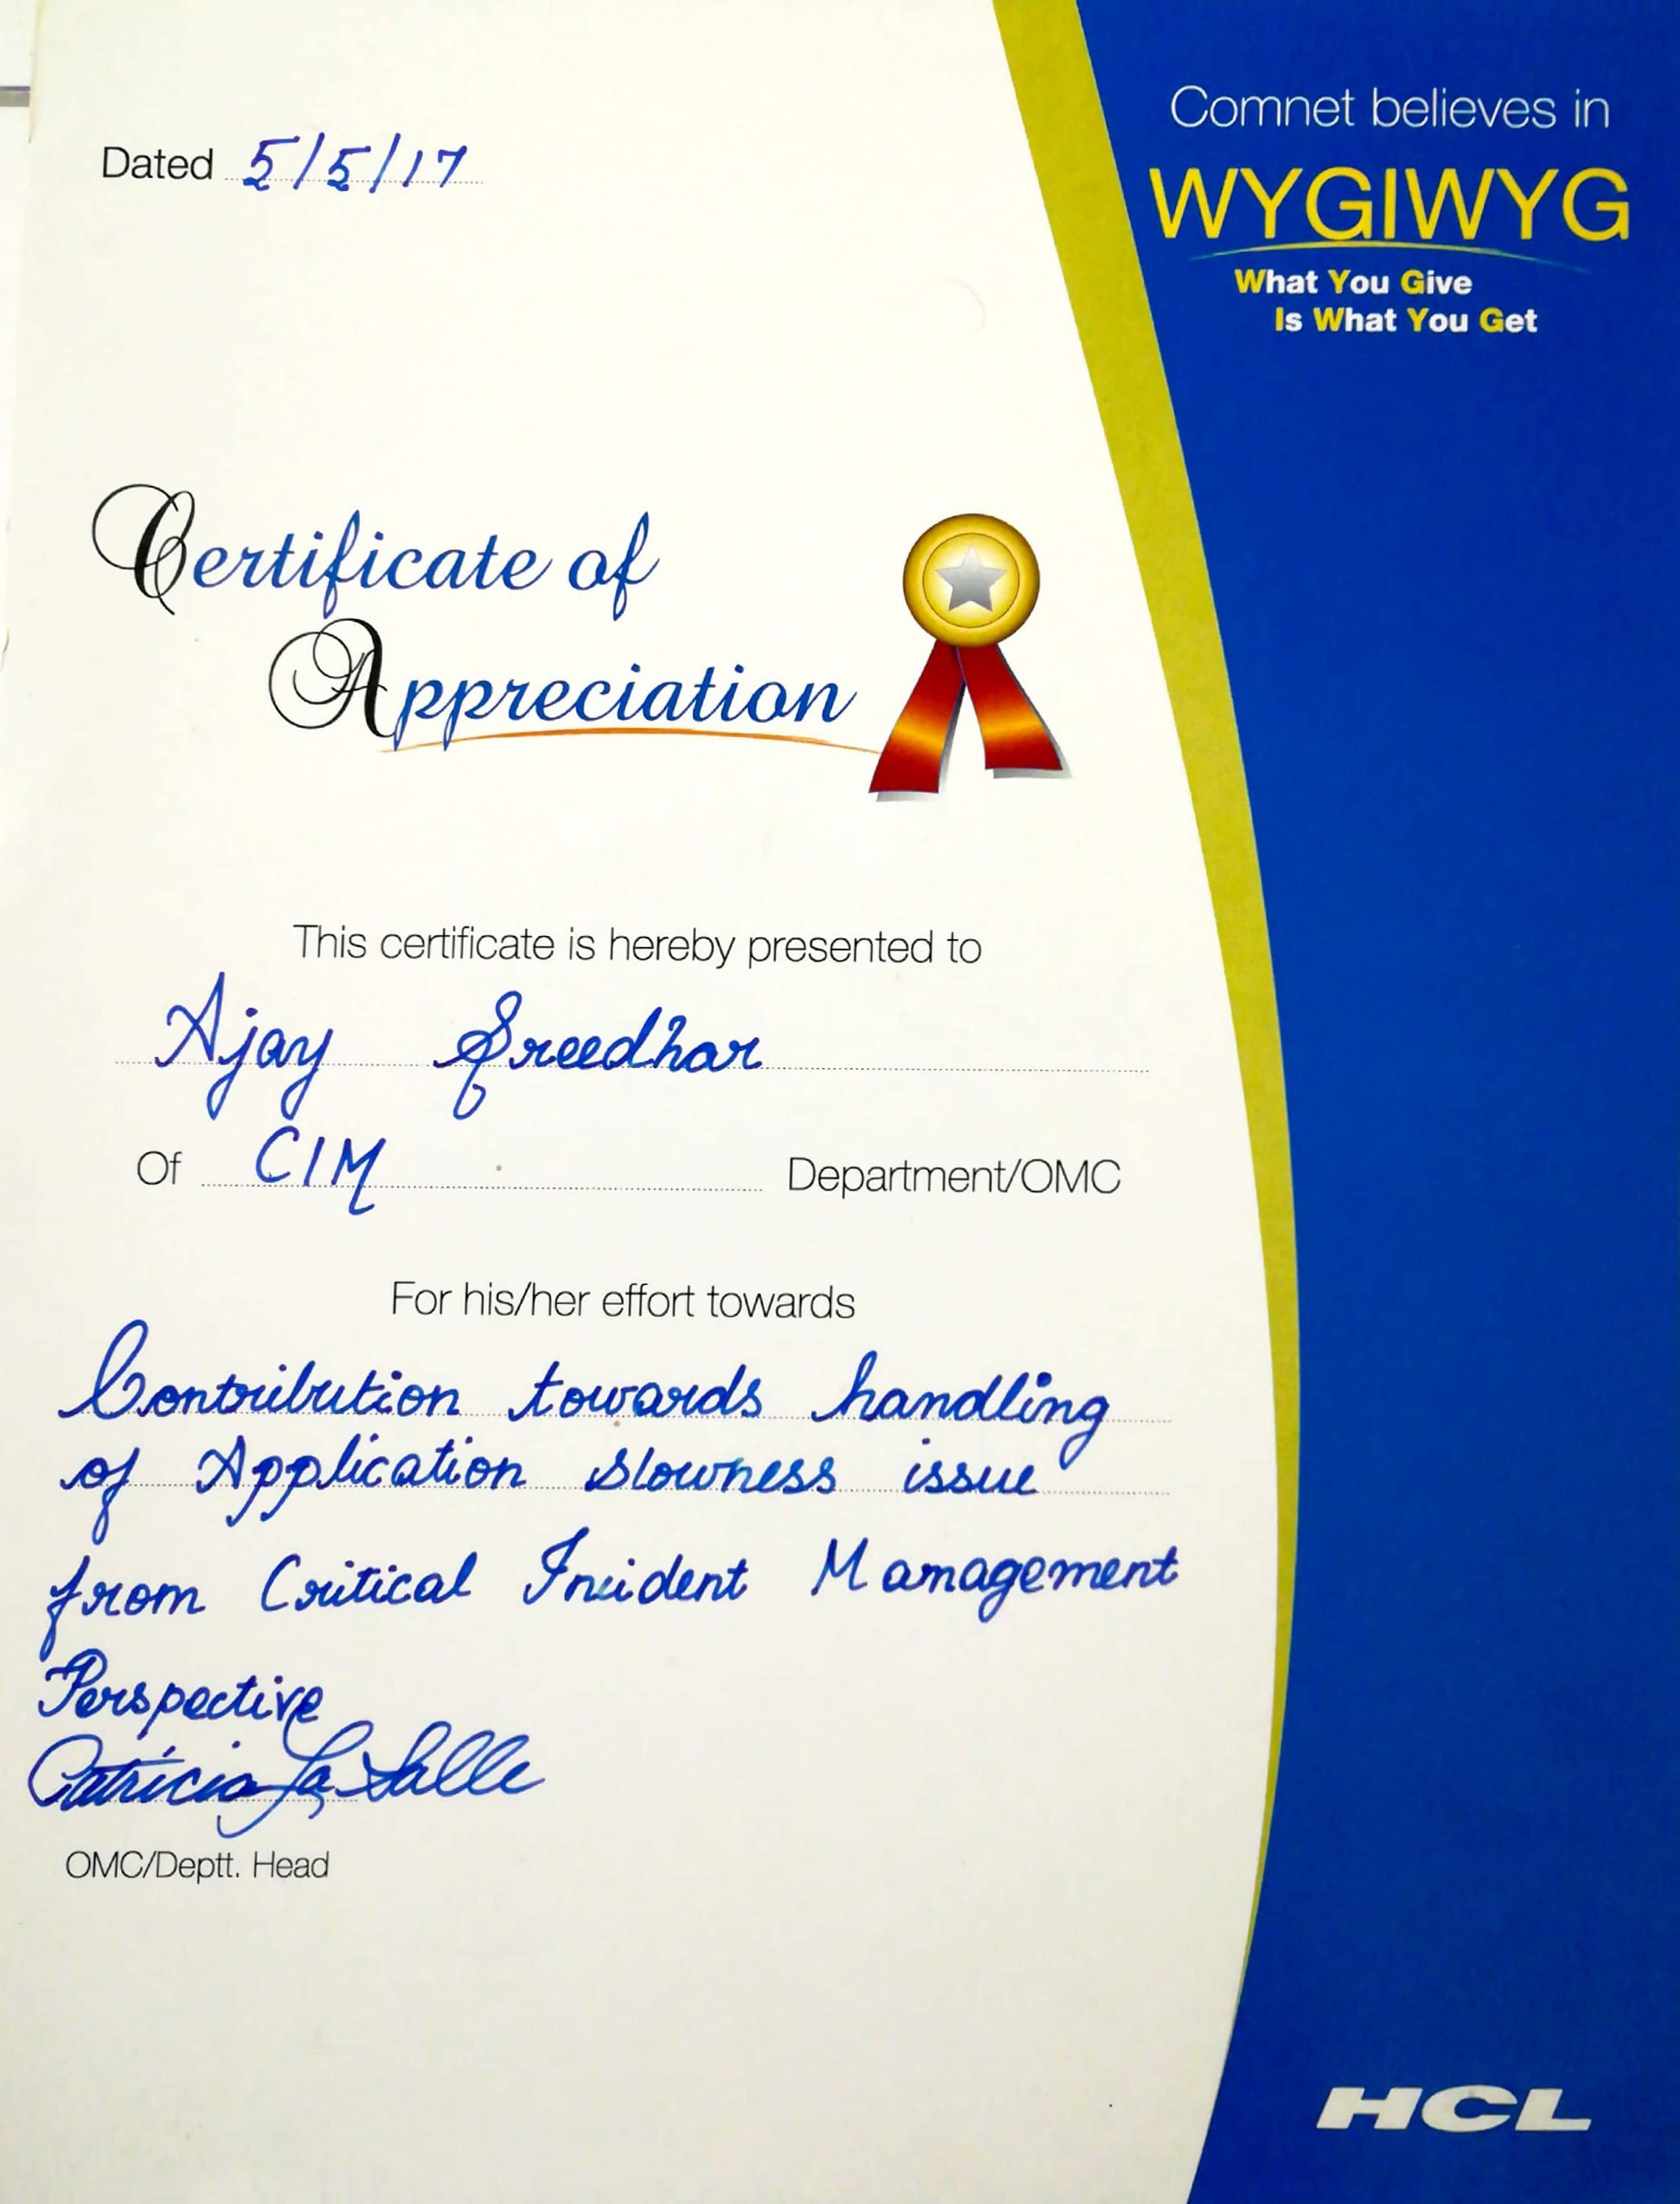 Dated 5/5/17
Comnet believes in
WYGIWYG
What You Give
Is What You Get
Certificate of
Appreciation
This certificate is hereby presented to
Ajay Sreedhar
Of CIM Department/OMC
For his/her effort towards
Contribution towards handling
of Application slowness issue
from Critical Incident Management
Perspective
Patricia La Salle
OMC/Deptt. Head
HCL